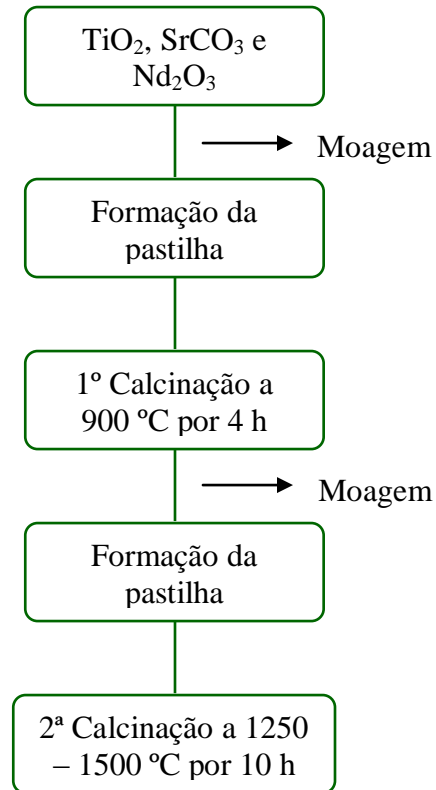 TiO₂, SrCO₃ e
Nd₂O₃
Moagem
Formação da
pastilha
1º Calcinação a
900 ºC por 4 h
Moagem
Formação da
pastilha
2ª Calcinação a 1250
– 1500 ºC por 10 h